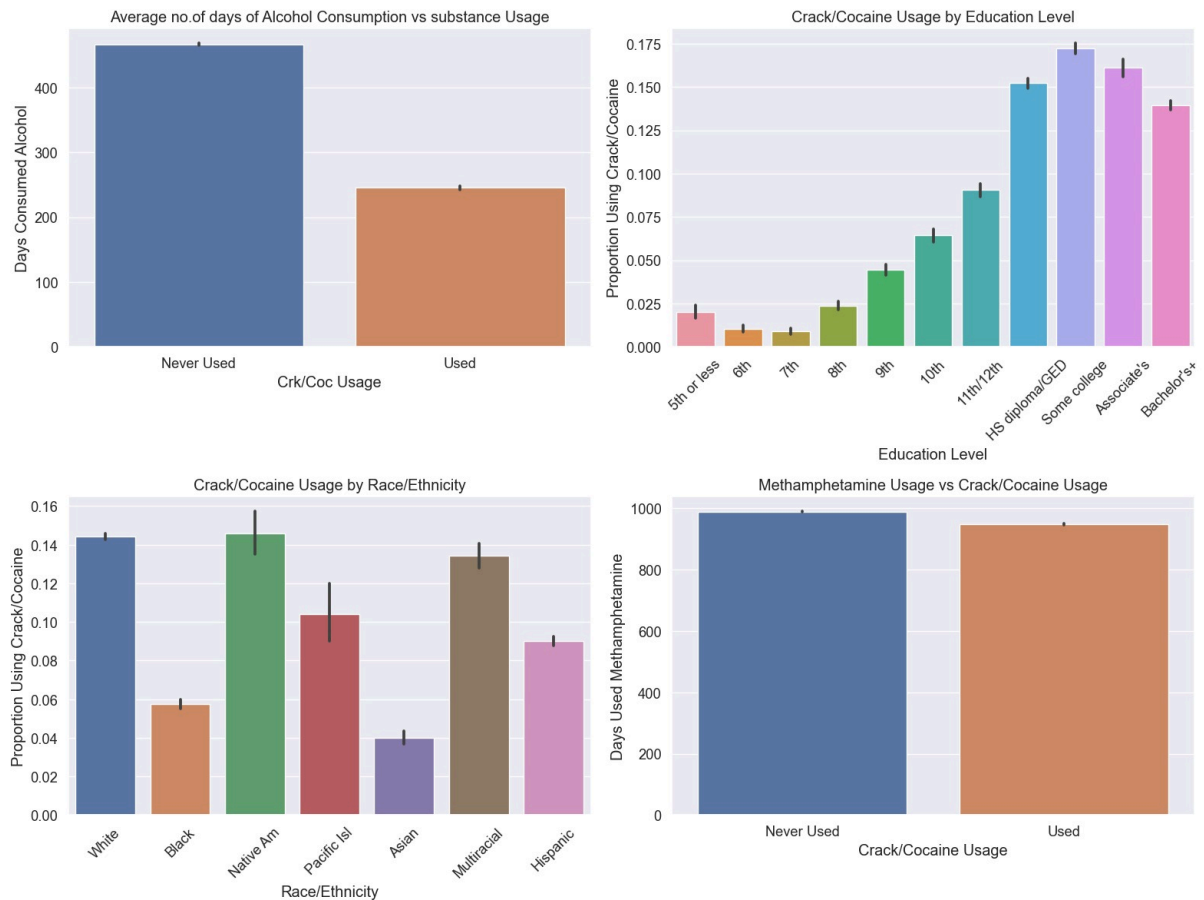 Average no.of days of Alcohol Consumption vs substance Usage
Days Consumed Alcohol
400
300
200
100
0
Never Used
Used
Crk/Coc Usage
Crack/Cocaine Usage by Education Level
Proportion Using Crack/Cocaine
0.175
0.150
0.125
0.100
0.075
0.050
0.025
0.000
5th or less
6th
7th
8th
9th
10th
11th/12th
HS diploma/GED
Some college
Associate's
Bachelor's+
Education Level
Crack/Cocaine Usage by Race/Ethnicity
Proportion Using Crack/Cocaine
0.16
0.14
0.12
0.10
0.08
0.06
0.04
0.02
0.00
White
Black
Native Am
Pacific Isl
Asian
Multiracial
Hispanic
Race/Ethnicity
Methamphetamine Usage vs Crack/Cocaine Usage
Days Used Methamphetamine
1000
800
600
400
200
0
Never Used
Used
Crack/Cocaine Usage